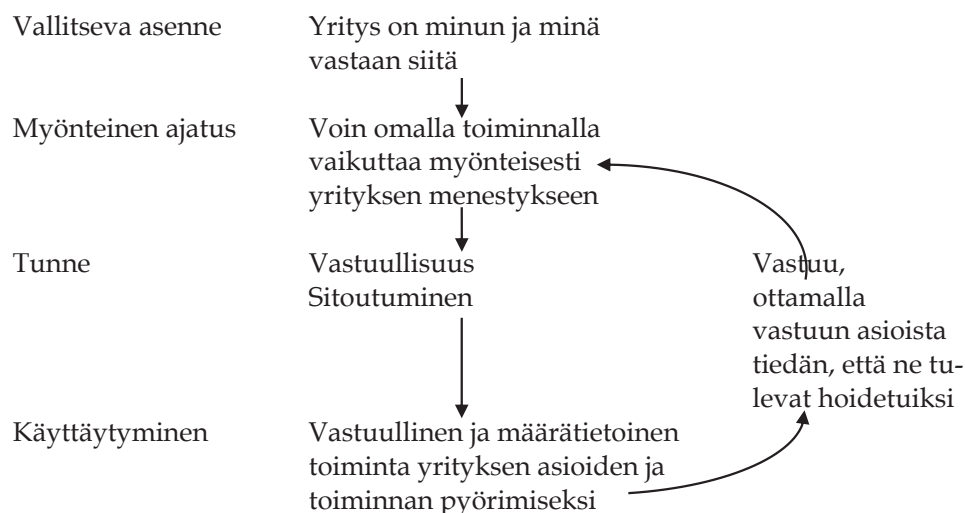 Vallitseva asenne Yritys on minun ja minä
vastaan siitä
Myönteinen ajatus Voin omalla toiminnalla
vaikuttaa myönteisesti
yrityksen menestykseen
Tunne Vastuullisuus
Sitoutuminen
Vastuu,
ottamalla
vastuun asioista
tiedän, että ne tu-
levat hoidetuiksi
Käyttäytyminen Vastuullinen ja määrätietoinen
toiminta yrityksen asioiden ja
toiminnan pyörimiseksi